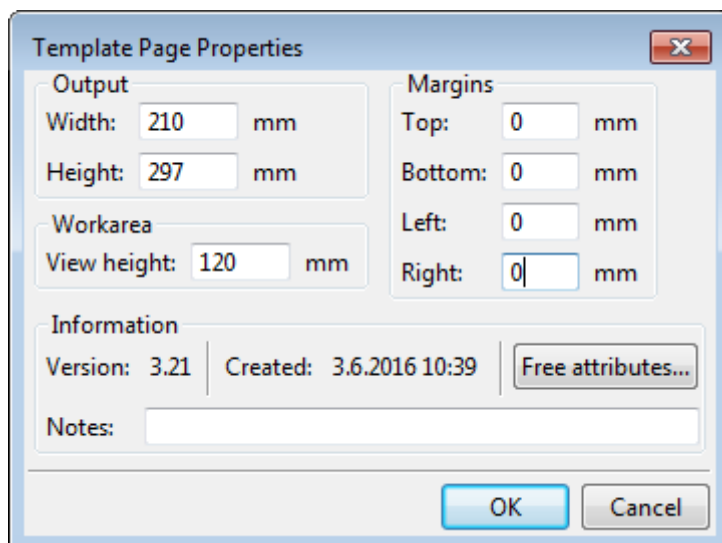 Template Page Properties
Output
Width: 210 mm
Height: 297 mm
Workarea
View height: 120 mm
Margins
Top: 0 mm
Bottom: 0 mm
Left: 0 mm
Right: 0 mm
Information
Version: 3.21 Created: 3.6.2016 10:39 Free attributes...
Notes:
OK Cancel